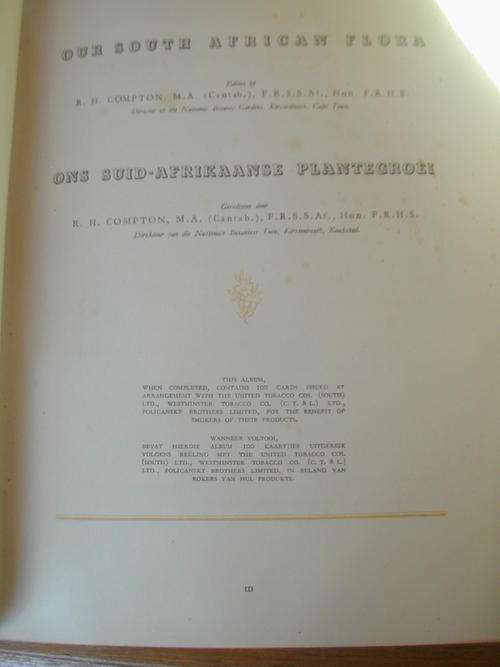 OUR SOUTH AFRICAN FLORA
Edited by
R. H. COMPTON, M.A. (Cantab.), F.R.S.S.Af., Hon. F.R.H.S.
Director of the National Botanic Gardens, Kirstenbosch, Cape Town.
ONS SUID-AFRIKAANSE PLANTEGROEI
Geredigeer deur
R. H. COMPTON, M.A. (Cantab.), F.R.S.S.Af., Hon. F.R.H.S.
Direkteur van die Nasionale Botaniese Tuin, Kirstenbosch, Kaapstad.
THIS ALBUM,
WHEN COMPLETED, CONTAINS 100 CARDS ISSUED BY
ARRANGEMENT WITH THE UNITED TOBACCO COS. (SOUTH)
LTD., WESTMINSTER TOBACCO CO. (C. T. & L.) LTD.,
POLICANSKY BROTHERS LIMITED, FOR THE BENEFIT OF
SMOKERS OF THEIR PRODUCTS.
WANNEER VOLTOOI,
BEVAT HIERDIE ALBUM 100 KAARTJIES UITGEREIK
VOLGENS REËLING MET THE UNITED TOBACCO COS.
(SOUTH) LTD., WESTMINSTER TOBACCO CO. (C. T. & L.)
LTD., POLICANSKY BROTHERS LIMITED, IN BELANG VAN
ROKERS VAN HUL PRODUKTE.
III